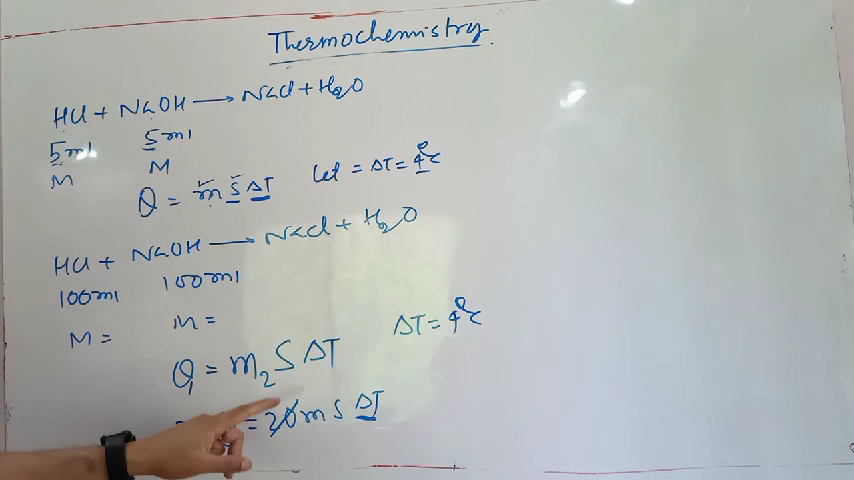 Thermochemistry
HCl + NaOH → NaCl + H2O
5ml 5ml
M M
Q = m S ΔT let = ΔT = 4°C
HCl + NaOH → NaCl + H2O
100ml 100ml
M = M =
ΔT = 4°C
Q1 = m2 S ΔT
= 20 m S ΔT